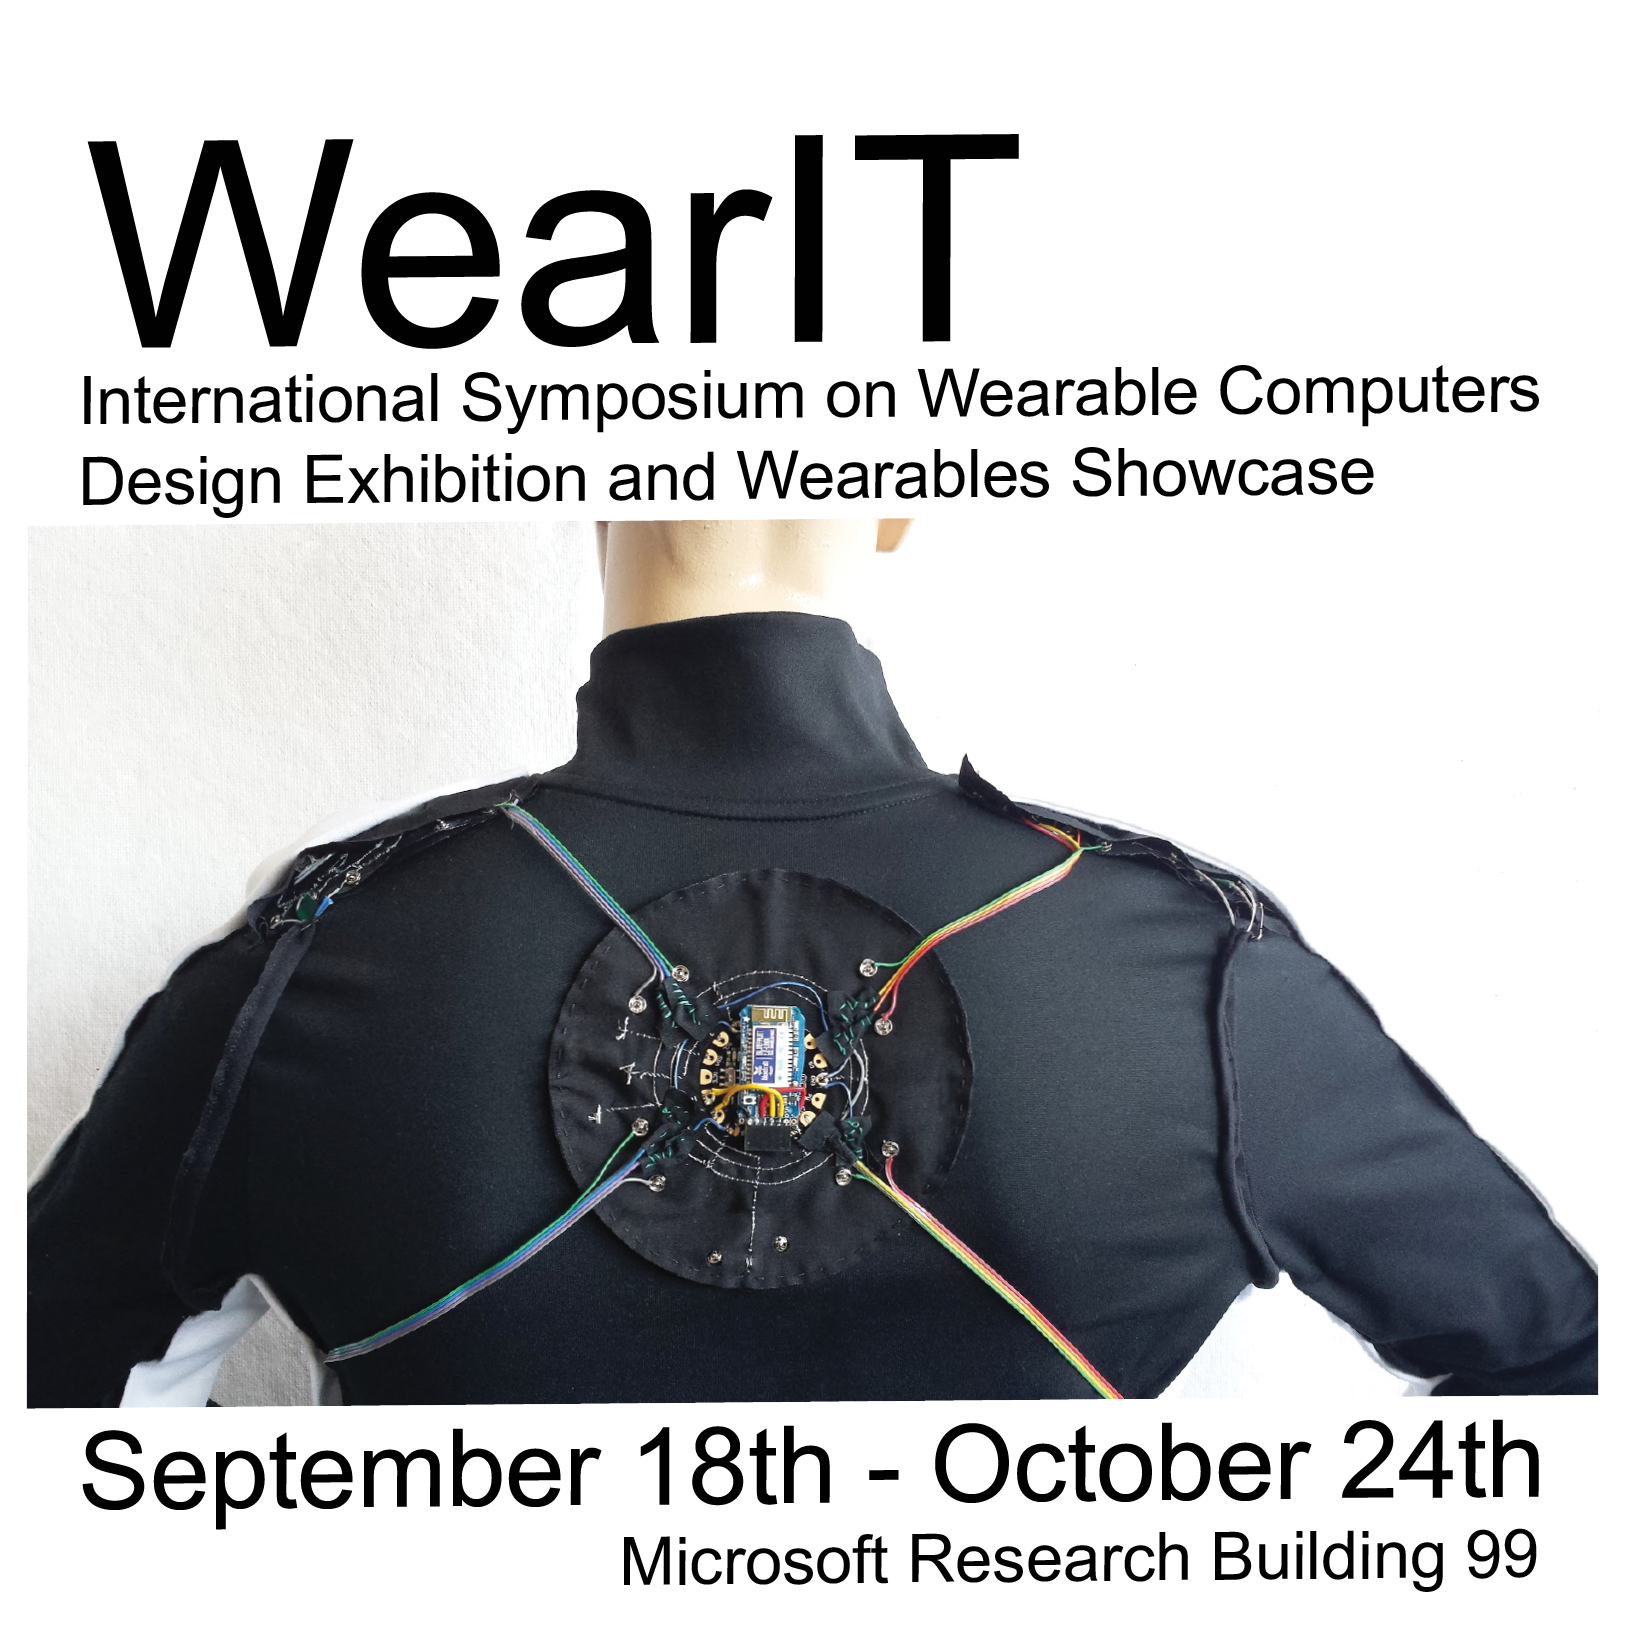 WearIT
International Symposium on Wearable Computers
Design Exhibition and Wearables Showcase
September 18th - October 24th
Microsoft Research Building 99